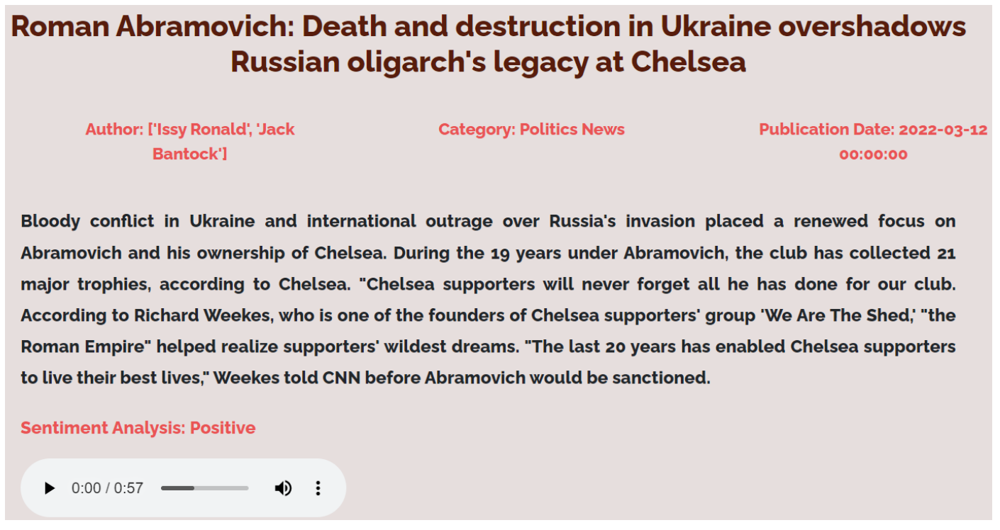 Roman Abramovich: Death and destruction in Ukraine overshadows
Russian oligarch's legacy at Chelsea
Author: ['Issy Ronald', 'Jack
Bantock']
Category: Politics News
Publication Date: 2022-03-12
00:00:00
Bloody conflict in Ukraine and international outrage over Russia's invasion placed a renewed focus on
Abramovich and his ownership of Chelsea. During the 19 years under Abramovich, the club has collected 21
major trophies, according to Chelsea. "Chelsea supporters will never forget all he has done for our club.
According to Richard Weekes, who is one of the founders of Chelsea supporters' group 'We Are The Shed,' "the
Roman Empire" helped realize supporters' wildest dreams. "The last 20 years has enabled Chelsea supporters
to live their best lives," Weekes told CNN before Abramovich would be sanctioned.
Sentiment Analysis: Positive
0:00 / 0:57